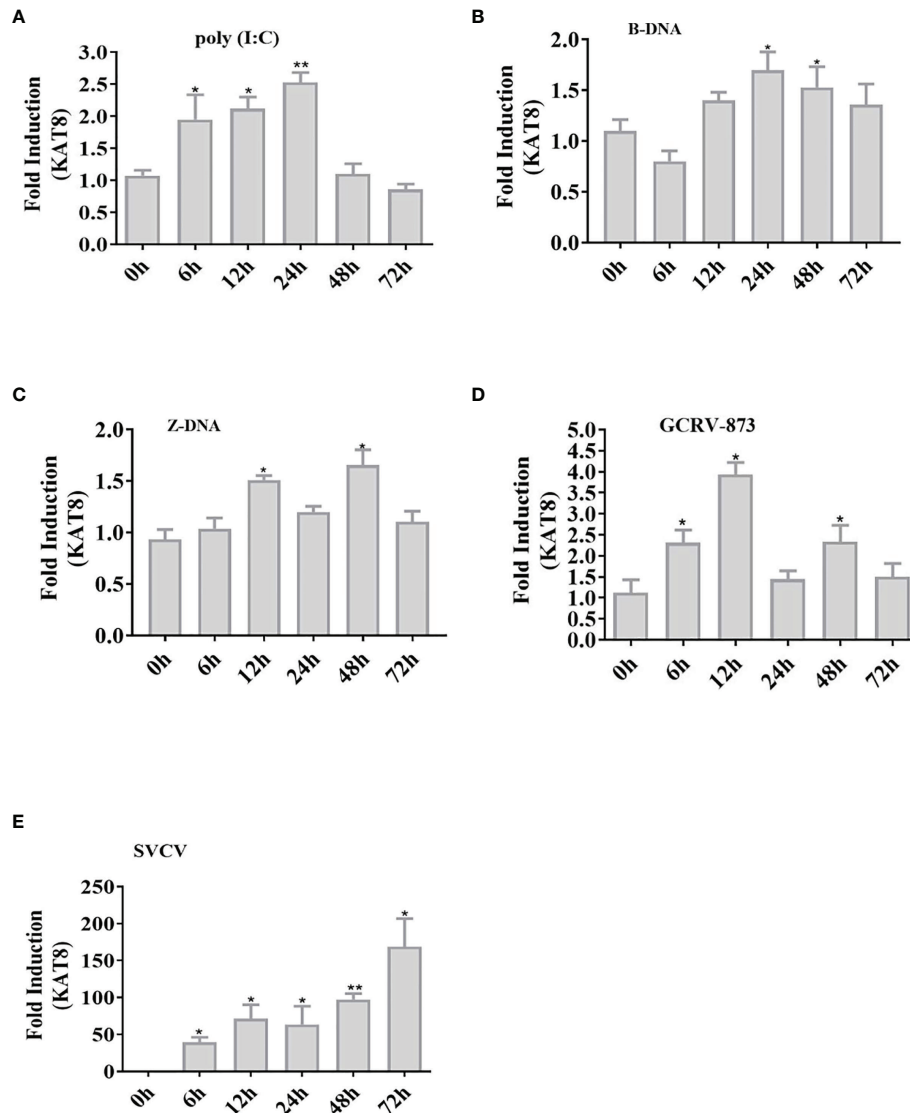 A
poly (I:C)
Fold Induction
(KAT8)
3.0
2.5
2.0
1.5
1.0
0.5
0.0
*
*
**
0h
6h
12h
24h
48h
72h
B
B-DNA
Fold Induction
(KAT8)
2.0
1.5
1.0
0.5
0.0
*
*
0h
6h
12h
24h
48h
72h
C
Z-DNA
Fold Induction
(KAT8)
2.0
1.5
1.0
0.5
0.0
*
*
0h
6h
12h
24h
48h
72h
D
GCRV-873
Fold Induction
(KAT8)
5.0
4.5
4.0
3.5
3.0
2.5
2.0
1.5
1.0
0.5
0.0
*
*
*
0h
6h
12h
24h
48h
72h
E
SVCV
Fold Induction
(KAT8)
250
200
150
100
50
0
*
*
*
**
*
0h
6h
12h
24h
48h
72h